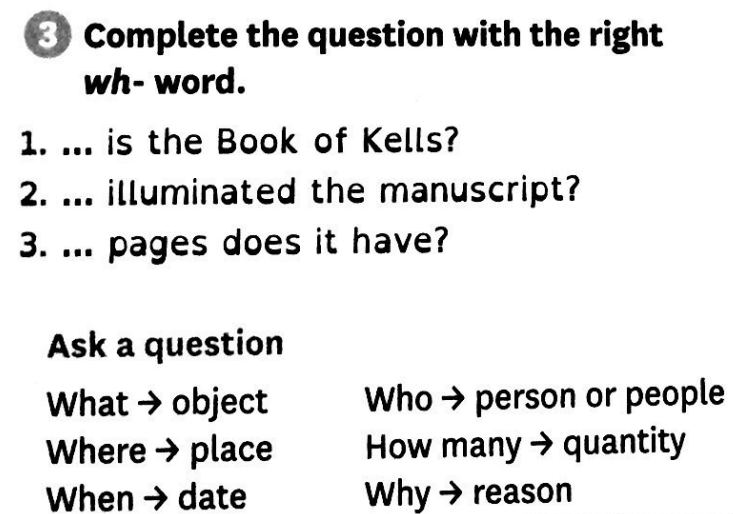 3 Complete the question with the right
wh- word.
1. ... is the Book of Kells?
2. ... illuminated the manuscript?
3. ... pages does it have?
Ask a question
What → object
Where → place
When → date
Who → person or people
How many → quantity
Why → reason